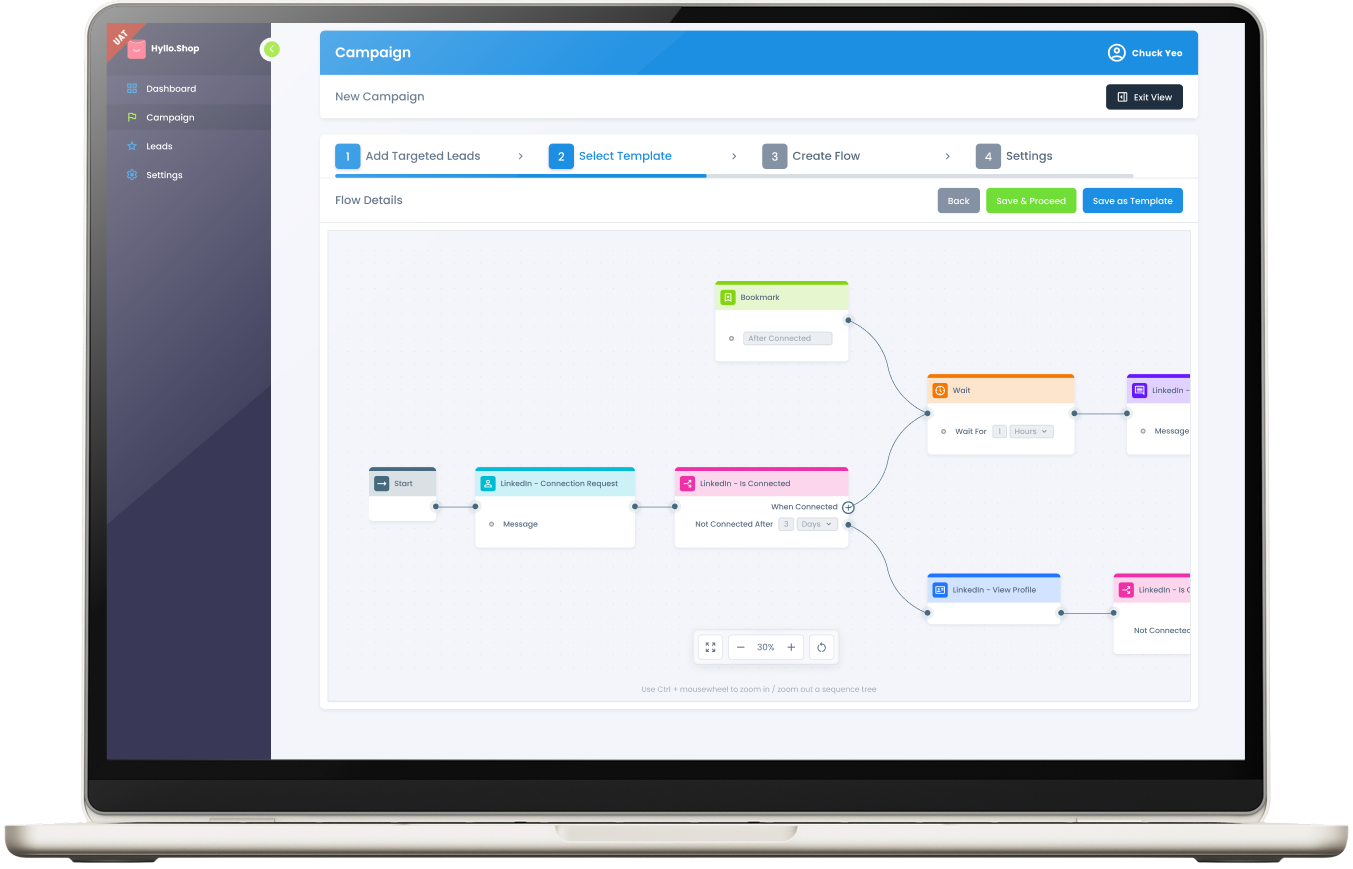 UAT
Hyllo.Shop
Dashboard
Campaign
Leads
Settings
Campaign
Chuck Yeo
New Campaign
Exit View
1 Add Targeted Leads > 2 Select Template > 3 Create Flow > 4 Settings
Flow Details
Back
Save & Proceed
Save as Template
Bookmark
After Connected
Wait
Wait For 1 Hours
LinkedIn -
Message
Start
LinkedIn - Connection Request
Message
LinkedIn - Is Connected
When Connected
Not Connected After 3 Days
LinkedIn - View Profile
LinkedIn - Is C
Not Connected
30%
Use Ctrl + mousewheel to zoom in / zoom out a sequence tree